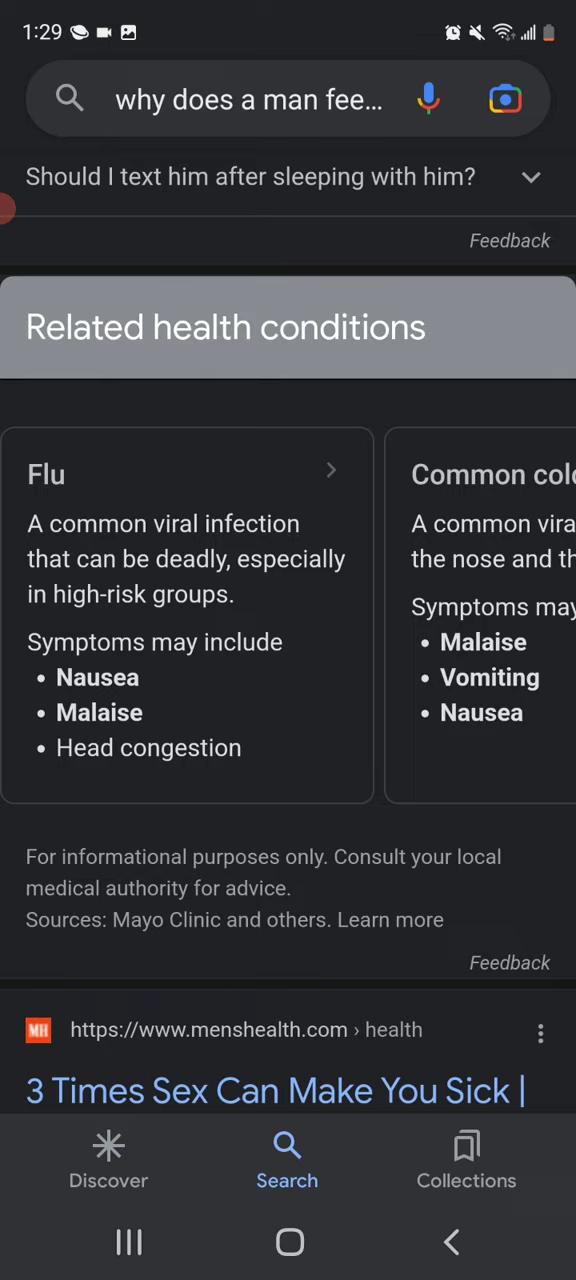 1:29
why does a man fee...
Should I text him after sleeping with him?
Feedback
Related health conditions
Flu
A common viral infection
that can be deadly, especially
in high-risk groups.
Symptoms may include
• Nausea
• Malaise
• Head congestion
Common col
A common vira
the nose and th
Symptoms may
• Malaise
• Vomiting
• Nausea
For informational purposes only. Consult your local
medical authority for advice.
Sources: Mayo Clinic and others. Learn more
Feedback
MH
https://www.menshealth.com › health
3 Times Sex Can Make You Sick |
Discover
Search
Collections